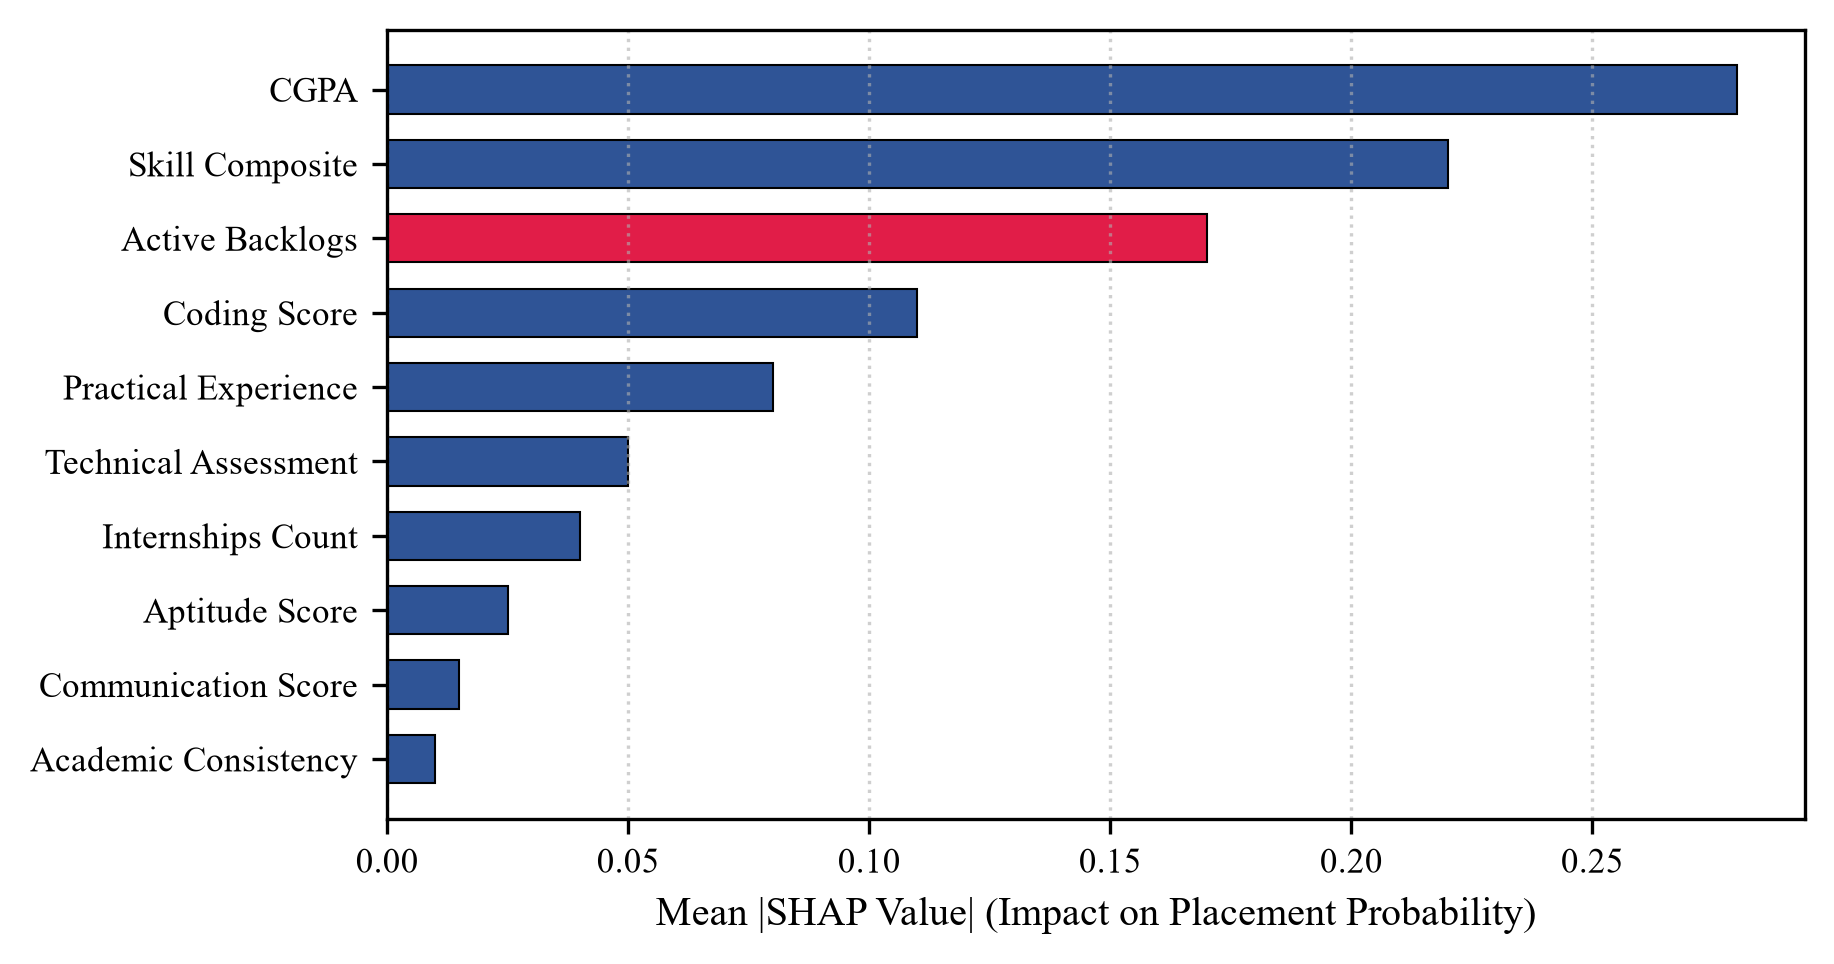 CGPA
Skill Composite
Active Backlogs
Coding Score
Practical Experience
Technical Assessment
Internships Count
Aptitude Score
Communication Score
Academic Consistency
0.00 0.05 0.10 0.15 0.20 0.25
Mean |SHAP Value| (Impact on Placement Probability)